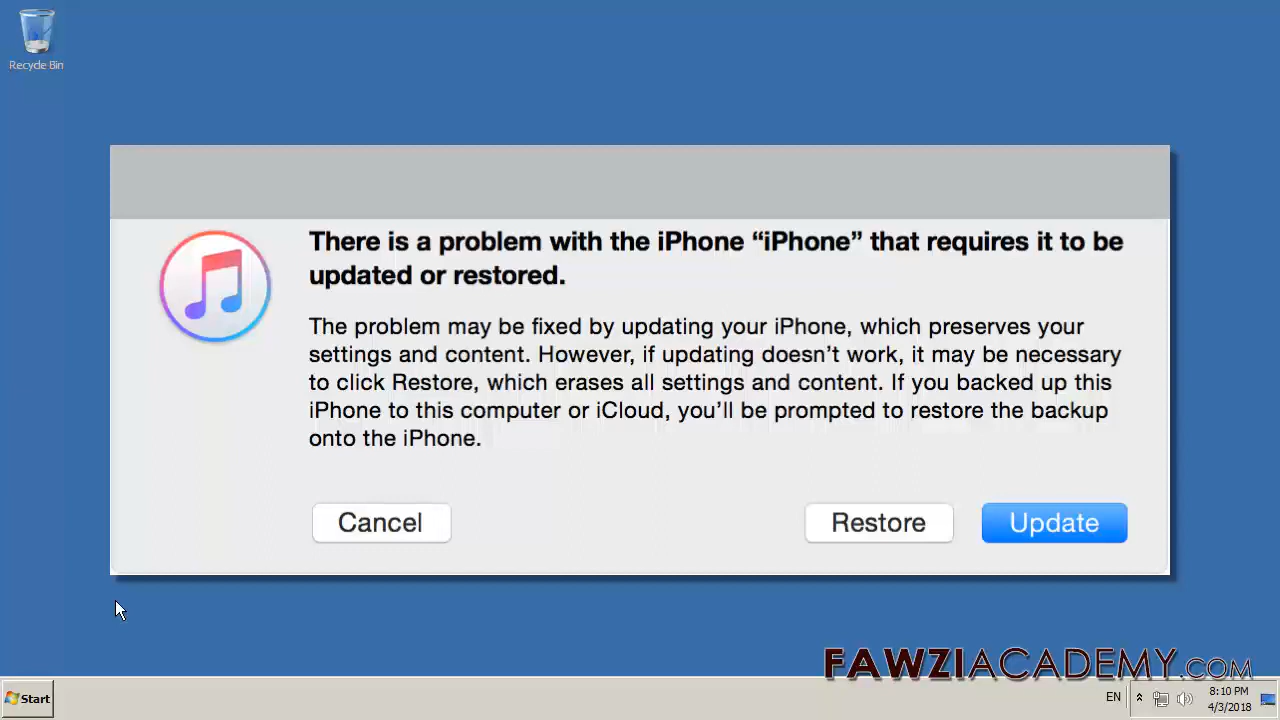 Recycle Bin
There is a problem with the iPhone “iPhone” that requires it to be
updated or restored.
The problem may be fixed by updating your iPhone, which preserves your
settings and content. However, if updating doesn’t work, it may be necessary
to click Restore, which erases all settings and content. If you backed up this
iPhone to this computer or iCloud, you’ll be prompted to restore the backup
onto the iPhone.
Cancel
Restore
Update
FAWZIACADEMY.COM
Start
EN
8:10 PM
4/3/2018